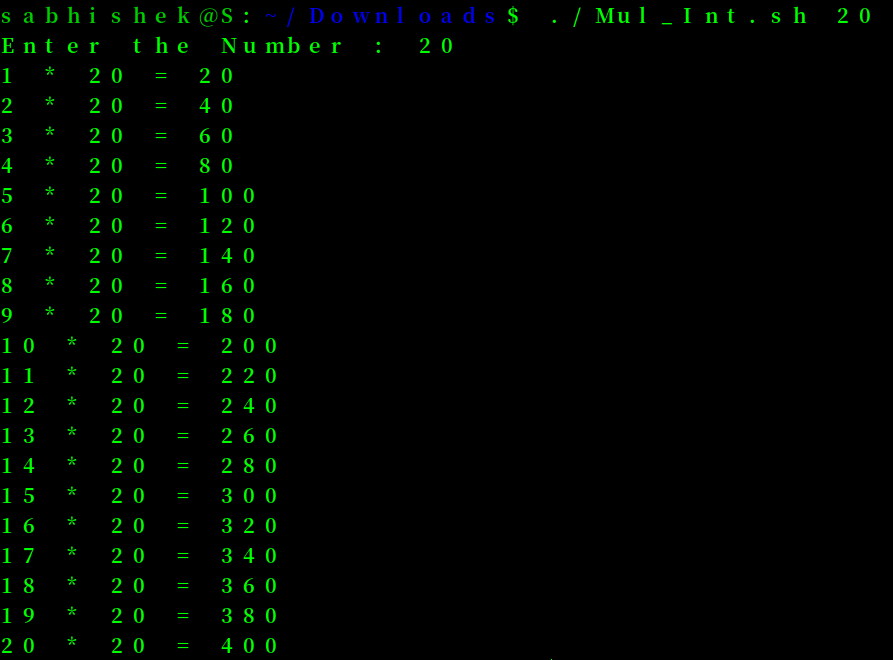 sabhishek@S:~/Downloads$ ./Mul_Int.sh 20
Enter the Number : 20
1 * 20 = 20
2 * 20 = 40
3 * 20 = 60
4 * 20 = 80
5 * 20 = 100
6 * 20 = 120
7 * 20 = 140
8 * 20 = 160
9 * 20 = 180
10 * 20 = 200
11 * 20 = 220
12 * 20 = 240
13 * 20 = 260
14 * 20 = 280
15 * 20 = 300
16 * 20 = 320
17 * 20 = 340
18 * 20 = 360
19 * 20 = 380
20 * 20 = 400